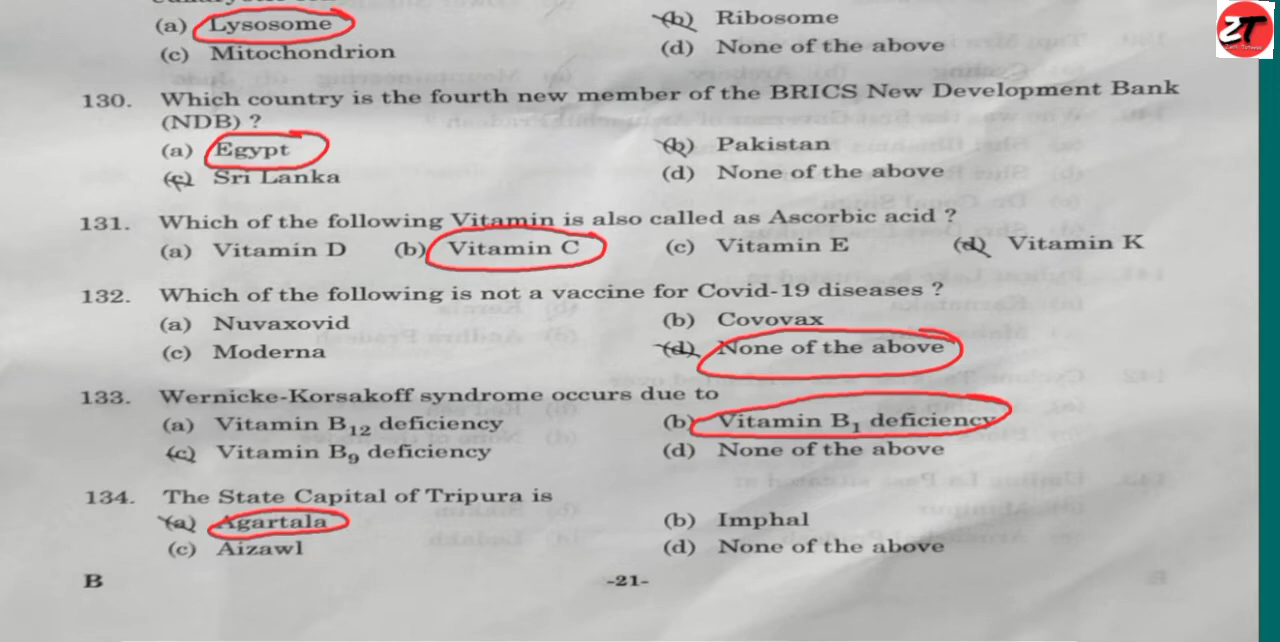 (a) Lysosome (b) Ribosome
(c) Mitochondrion (d) None of the above
130. Which country is the fourth new member of the BRICS New Development Bank
(NDB) ?
(a) Egypt (b) Pakistan
(c) Sri Lanka (d) None of the above
131. Which of the following Vitamin is also called as Ascorbic acid ?
(a) Vitamin D (b) Vitamin C (c) Vitamin E (d) Vitamin K
132. Which of the following is not a vaccine for Covid-19 diseases ?
(a) Nuvaxovid (b) Covovax
(c) Moderna (d) None of the above
133. Wernicke-Korsakoff syndrome occurs due to
(a) Vitamin B12 deficiency (b) Vitamin B1 deficiency
(c) Vitamin B9 deficiency (d) None of the above
134. The State Capital of Tripura is
(a) Agartala (b) Imphal
(c) Aizawl (d) None of the above
B -21-
ZT